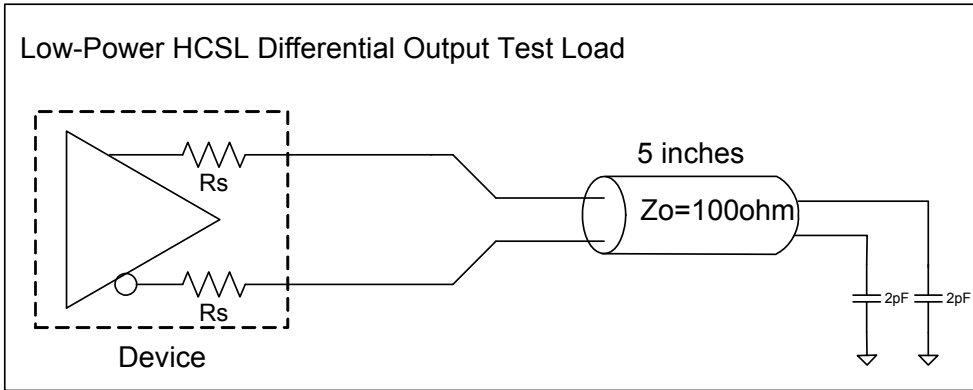 Low-Power HCSL Differential Output Test Load
Rs
5 inches
Zo=100ohm
Rs
2pF
2pF
Device